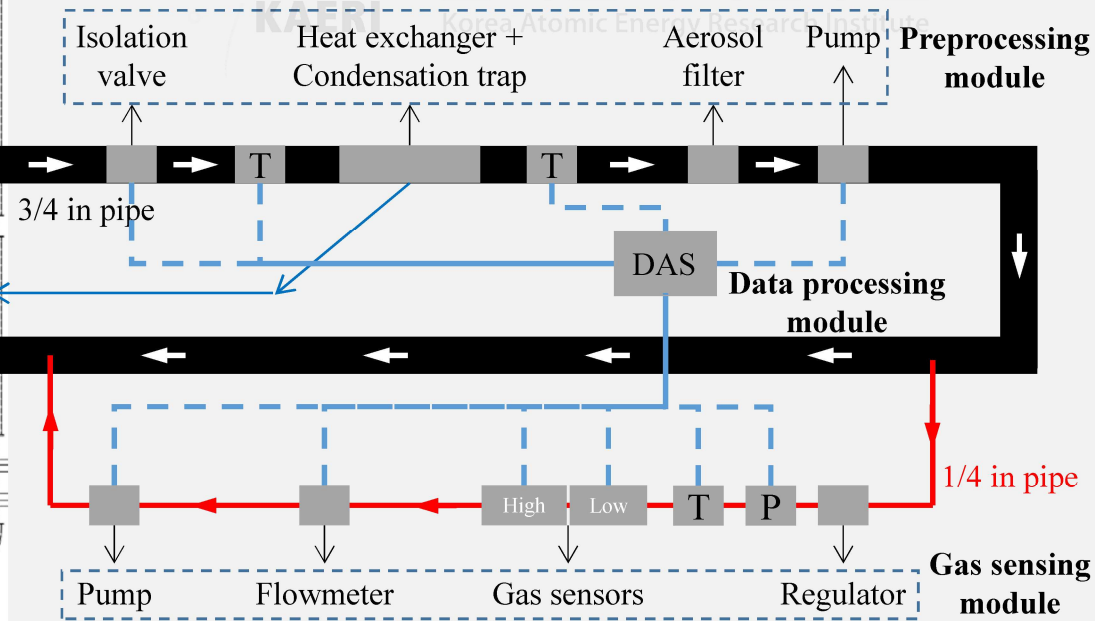 KAERI Korea Atomic Energy Research Institute
Isolation
valve
Heat exchanger +
Condensation trap
Aerosol
filter
Pump
Preprocessing
module
T
T
3/4 in pipe
DAS
Data processing
module
1/4 in pipe
High
Low
T
P
Pump
Flowmeter
Gas sensors
Regulator
Gas sensing
module